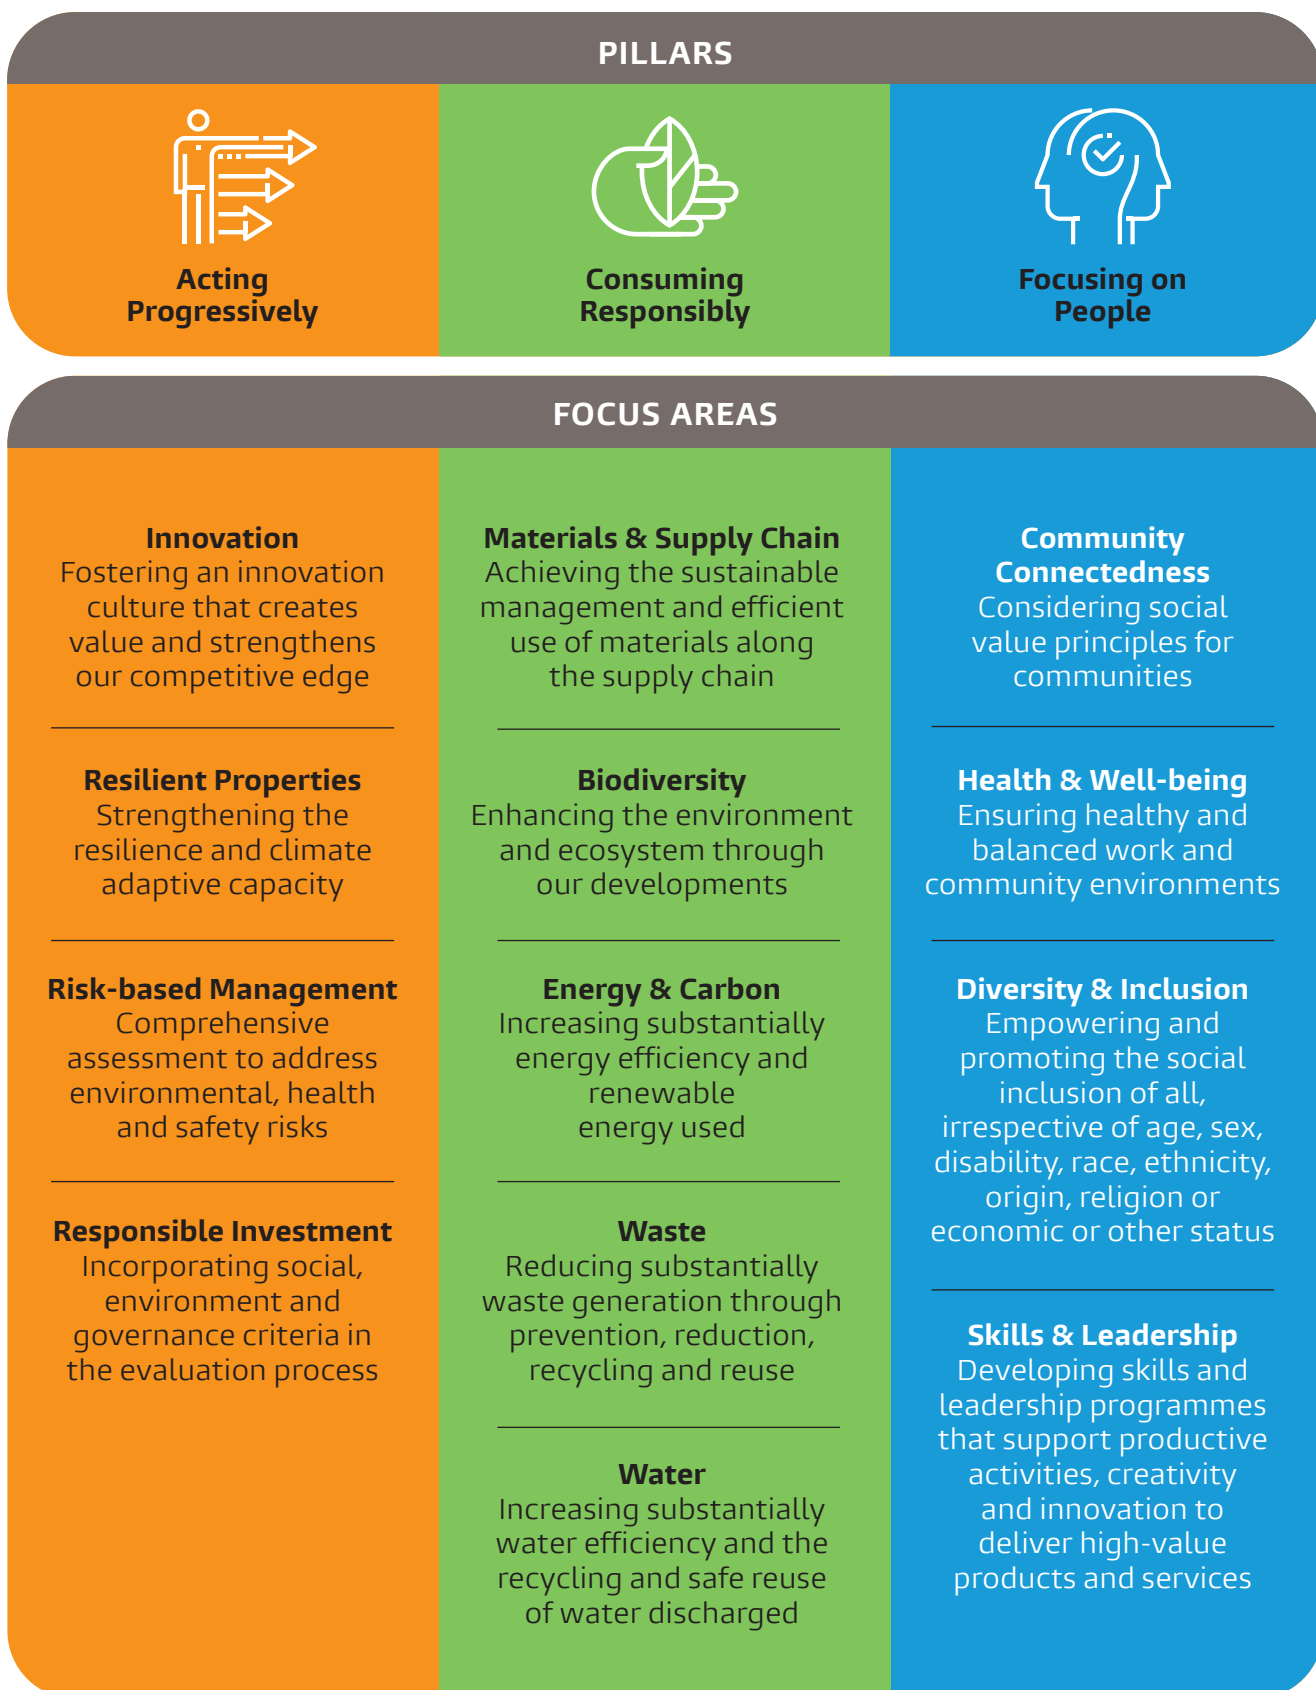 PILLARS
Acting
Progressively
Consuming
Responsibly
Focusing on
People
FOCUS AREAS
Innovation
Fostering an innovation
culture that creates
value and strengthens
our competitive edge
Resilient Properties
Strengthening the
resilience and climate
adaptive capacity
Risk-based Management
Comprehensive
assessment to address
environmental, health
and safety risks
Responsible Investment
Incorporating social,
environment and
governance criteria in
the evaluation process
Materials & Supply Chain
Achieving the sustainable
management and efficient
use of materials along
the supply chain
Biodiversity
Enhancing the environment
and ecosystem through
our developments
Energy & Carbon
Increasing substantially
energy efficiency and
renewable
energy used
Waste
Reducing substantially
waste generation through
prevention, reduction,
recycling and reuse
Water
Increasing substantially
water efficiency and the
recycling and safe reuse
of water discharged
Community
Connectedness
Considering social
value principles for
communities
Health & Well-being
Ensuring healthy and
balanced work and
community environments
Diversity & Inclusion
Empowering and
promoting the social
inclusion of all,
irrespective of age, sex,
disability, race, ethnicity,
origin, religion or
economic or other status
Skills & Leadership
Developing skills and
leadership programmes
that support productive
activities, creativity
and innovation to
deliver high-value
products and services